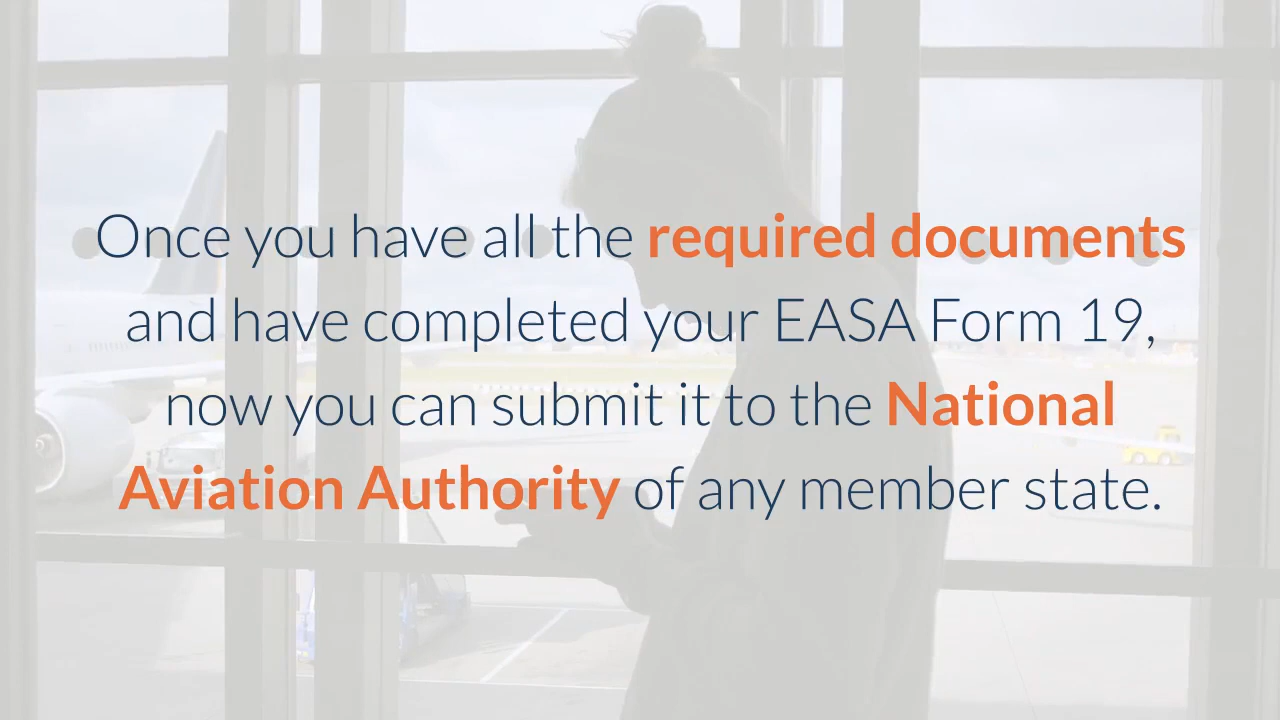 Once you have all the required documents
and have completed your EASA Form 19,
now you can submit it to the National
Aviation Authority of any member state.